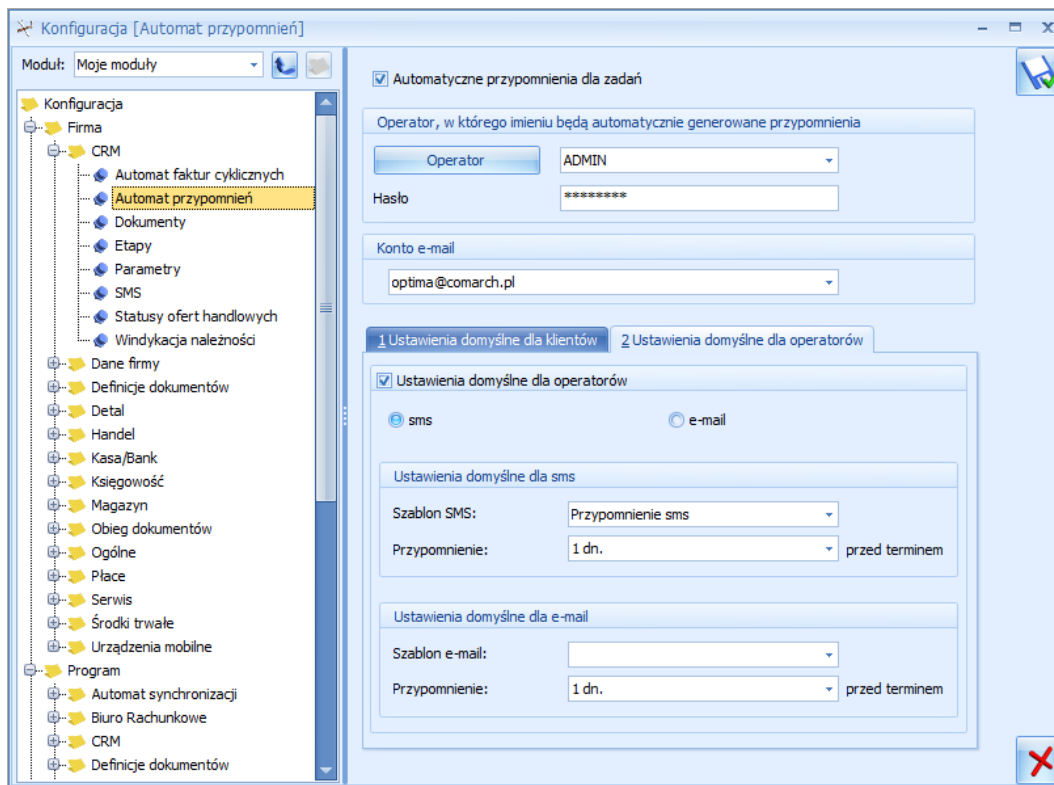 Konfiguracja [Automat przypomnień]
Moduł: Moje moduły
Konfiguracja
Firma
CRM
Automat faktur cyklicznych
Automat przypomnień
Dokumenty
Etapy
Parametry
SMS
Statusy ofert handlowych
Windykacja należności
Dane firmy
Definicje dokumentów
Detal
Handel
Kasa/Bank
Księgowość
Magazyn
Obieg dokumentów
Ogólne
Płace
Serwis
Środki trwałe
Urządzenia mobilne
Program
Automat synchronizacji
Biuro Rachunkowe
CRM
Definicje dokumentów
Automatyczne przypomnienia dla zadań
Operator, w którego imieniu będą automatycznie generowane przypomnienia
Operator ADMIN
Hasło ********
Konto e-mail
optima@comarch.pl
1 Ustawienia domyślne dla klientów 2 Ustawienia domyślne dla operatorów
Ustawienia domyślne dla operatorów
sms e-mail
Ustawienia domyślne dla sms
Szablon SMS: Przypomnienie sms
Przypomnienie: 1 dn. przed terminem
Ustawienia domyślne dla e-mail
Szablon e-mail:
Przypomnienie: 1 dn. przed terminem